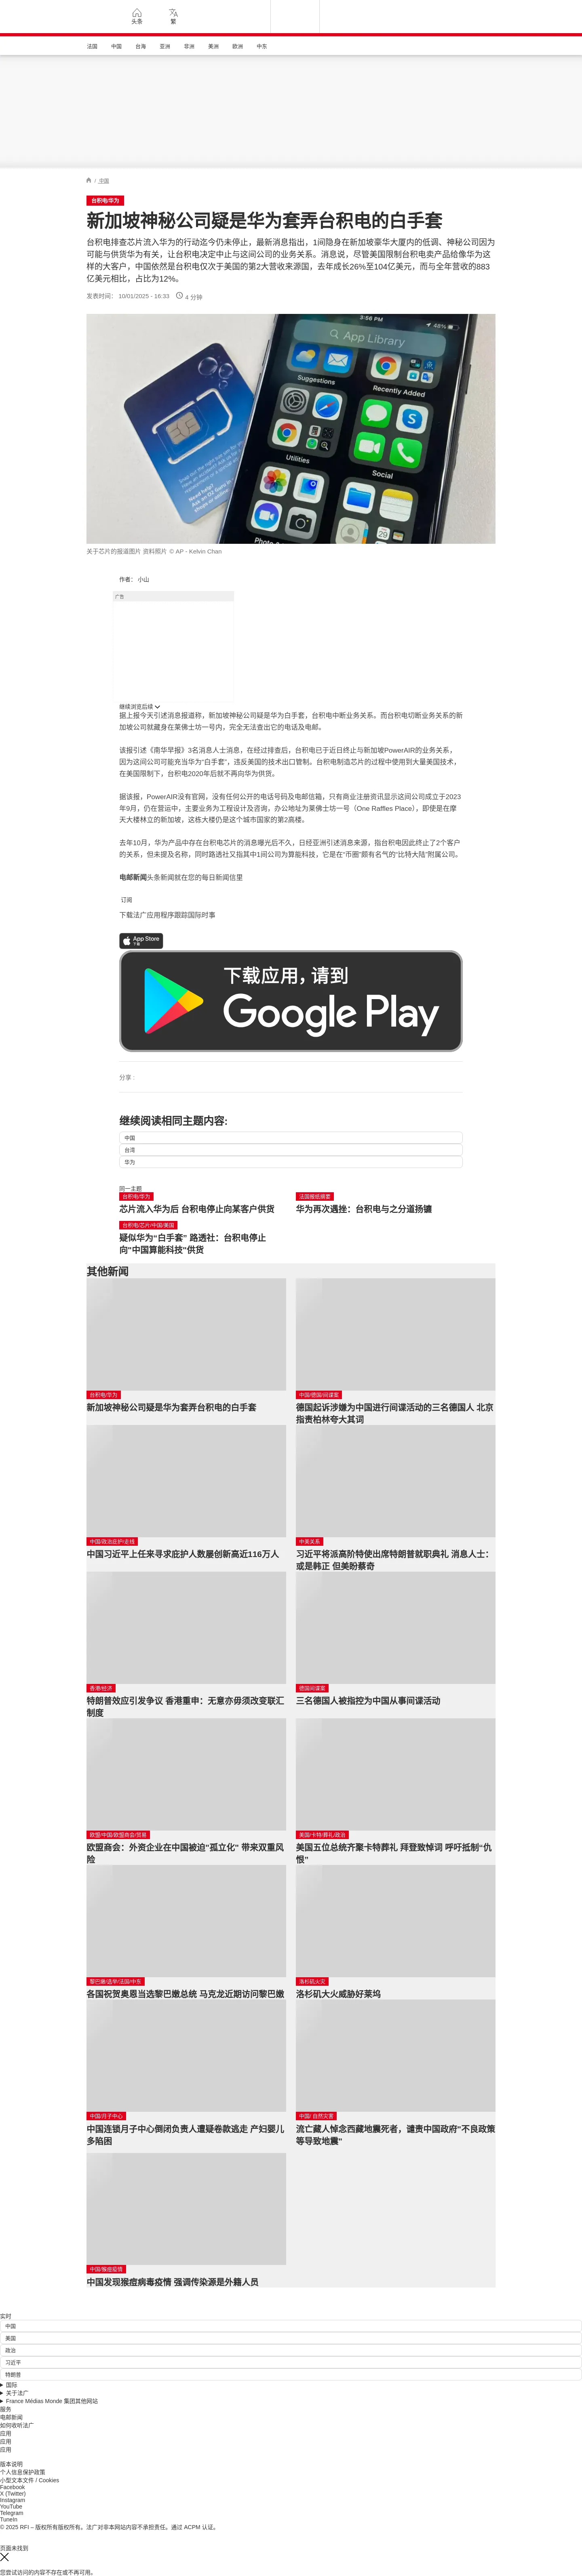 头条
繁
法国
中国
台海
亚洲
非洲
美洲
欧洲
中东
/ 中国
台积电/华为
新加坡神秘公司疑是华为套弄台积电的白手套
台积电排查芯片流入华为的行动迄今仍未停止，最新消息指出，1间隐身在新加坡豪华大厦内的低调、神秘公司因为
可能与供货华为有关，让台积电决定中止与这间公司的业务关系。消息说，尽管美国限制台积电卖产品给像华为这
样的大客户，中国依然是台积电仅次于美国的第2大营收来源国，去年成长26%至104亿美元，而与全年营收的883
亿美元相比，占比为12%。
发表时间： 10/01/2025 - 16:33
4 分钟
3:56 PM
48%
App Library
Suggestions
Recently Added
Social
关于芯片的报道图片 资料照片 © AP - Kelvin Chan
作者： 小山
广告
继续浏览后续
据上报今天引述消息报道称，新加坡神秘公司疑是华为白手套，台积电中断业务关系。而台积电切断业务关系的新
加坡公司就藏身在莱佛士坊一号内，完全无法查出它的电话及电邮。
该报引述《南华早报》3名消息人士消息，在经过排查后，台积电已于近日终止与新加坡PowerAIR的业务关系，
因为这间公司可能充当华为"白手套"，违反美国的技术出口管制。台积电制造芯片的过程中使用到大量美国技术，
在美国限制下，台积电2020年后就不再向华为供货。
据该报，PowerAIR没有官网，没有任何公开的电话号码及电邮信箱，只有商业注册资讯显示这间公司成立于2023
年9月，仍在营运中，主要业务为工程设计及咨询，办公地址为莱佛士坊一号（One Raffles Place），即使是在摩
天大楼林立的新加坡，这栋大楼仍是这个城市国家的第2高楼。
去年10月，华为产品中存在台积电芯片的消息曝光后不久，日经亚洲引述消息来源，指台积电因此终止了2个客户
的关系，但未提及名称，同时路透社又指其中1间公司为算能科技，它是在"币圈"颇有名气的"比特大陆"附属公司。
电邮新闻头条新闻就在您的每日新闻信里
订阅
下载法广应用程序跟踪国际时事
App Store
下载应用，请到
Google Play
分享 :
继续阅读相同主题内容:
中国
台湾
华为
同一主题
台积电/华为
芯片流入华为后 台积电停止向某客户供货
法国报纸摘要
华为再次遇挫：台积电与之分道扬镳
台积电/芯片/中国/美国
疑似华为"白手套" 路透社：台积电停止
向"中国算能科技"供货
其他新闻
台积电/华为
新加坡神秘公司疑是华为套弄台积电的白手套
中国/德国/间谍案
德国起诉涉嫌为中国进行间谍活动的三名德国人 北京
指责柏林夸大其词
中国/政治庇护/走线
中国习近平上任来寻求庇护人数屡创新高近116万人
中美关系
习近平将派高阶特使出席特朗普就职典礼 消息人士：
或是韩正 但美盼蔡奇
香港/经济
特朗普效应引发争议 香港重申：无意亦毋须改变联汇
制度
德国间谍案
三名德国人被指控为中国从事间谍活动
欧盟/中国/欧盟商会/贸易
欧盟商会：外资企业在中国被迫"孤立化" 带来双重风
险
美国/卡特/葬礼/政治
美国五位总统齐聚卡特葬礼 拜登致悼词 呼吁抵制"仇
恨"
黎巴嫩/选举/法国/中东
各国祝贺奥恩当选黎巴嫩总统 马克龙近期访问黎巴嫩
洛杉矶火灾
洛杉矶大火威胁好莱坞
中国/月子中心
中国连锁月子中心倒闭负责人遭疑卷款逃走 产妇婴儿
多陷困
中国/ 自然灾害
流亡藏人悼念西藏地震死者，谴责中国政府"不良政策
等导致地震"
中国/猴痘疫情
中国发现猴痘病毒疫情 强调传染源是外籍人员
实时
中国
美国
政治
习近平
特朗普
国际
关于法广
France Médias Monde 集团其他网站
服务
电邮新闻
如何收听法广
应用
应用
应用
版本说明
个人信息保护政策
小型文本文件 / Cookies
Facebook
X (Twitter)
Instagram
YouTube
Telegram
TuneIn
© 2025 RFI – 版权所有版权所有。法广对非本网站内容不承担责任。通过 ACPM 认证。
页面未找到
您尝试访问的内容不存在或不再可用。